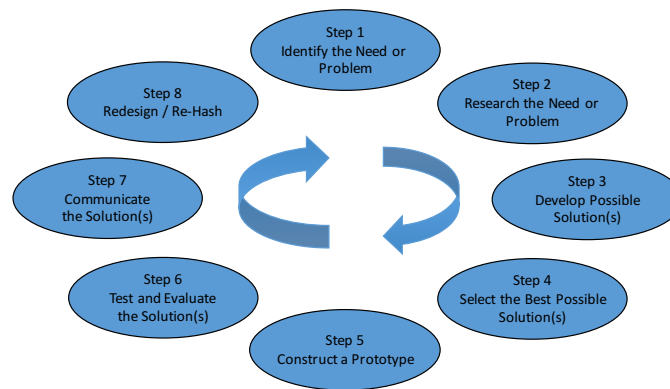 Step 1
Identify the Need or
Problem
Step 2
Research the Need or
Problem
Step 3
Develop Possible
Solution(s)
Step 4
Select the Best Possible
Solution(s)
Step 5
Construct a Prototype
Step 6
Test and Evaluate
the Solution(s)
Step 7
Communicate
the Solution(s)
Step 8
Redesign / Re-Hash